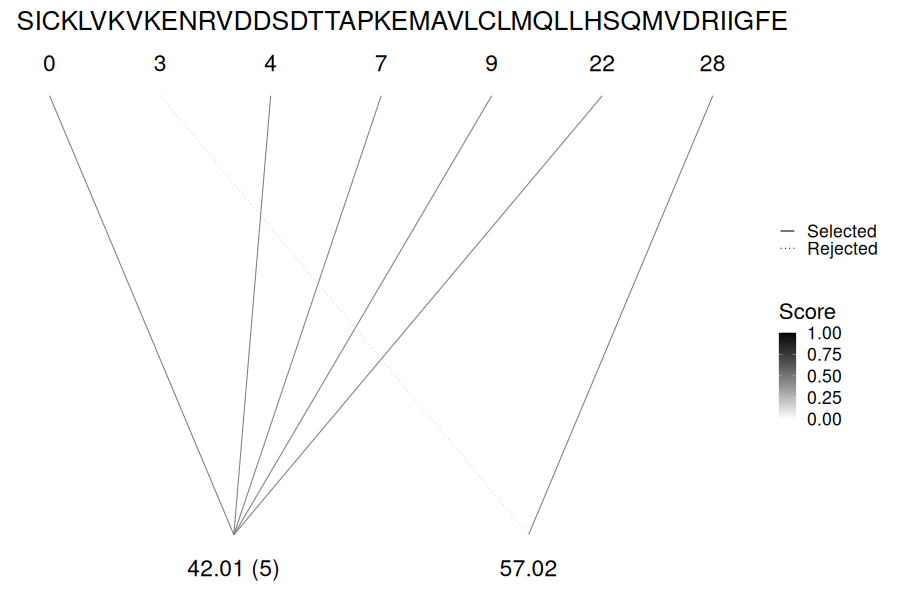 SICKLVKVKENRVDDSDTTAPKEMAVLCLMQLLHSQMVDRIIGFE
0 3 4 7 9 22 28
Selected
Rejected
Score
1.00
0.75
0.50
0.25
0.00
42.01 (5) 57.02